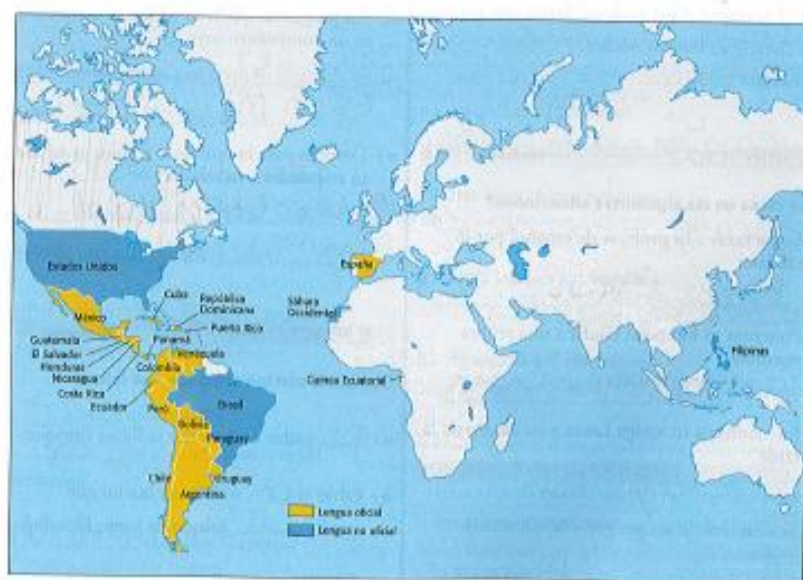 Estados Unidos
México
Cuba
República
Dominicana
Puerto Rico
Guatemala
El Salvador
Honduras
Nicaragua
Costa Rica
Panamá
Venezuela
Colombia
Ecuador
Perú
Brasil
Bolivia
Paraguay
Chile
Uruguay
Argentina
España
Sáhara
Occidental
Guinea Ecuatorial
Filipinas
Lengua oficial
Lengua no oficial